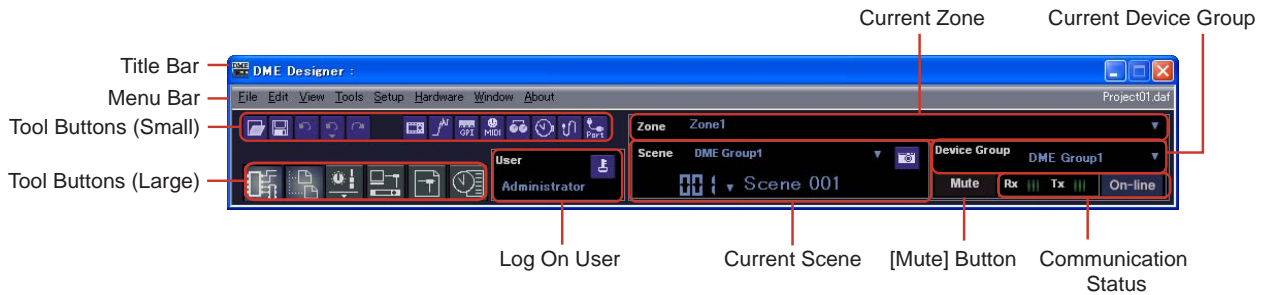 Current Zone
Current Device Group
Title Bar
DME Designer :
Menu Bar
File Edit View Tools Setup Hardware Window About
Project01.daf
Tool Buttons (Small)
GPI
MIDI
Port
Zone Zone1
Tool Buttons (Large)
User
Administrator
Scene DME Group1
001 Scene 001
Device Group DME Group1
Mute Rx Tx On-line
Log On User
Current Scene
[Mute] Button
Communication
Status